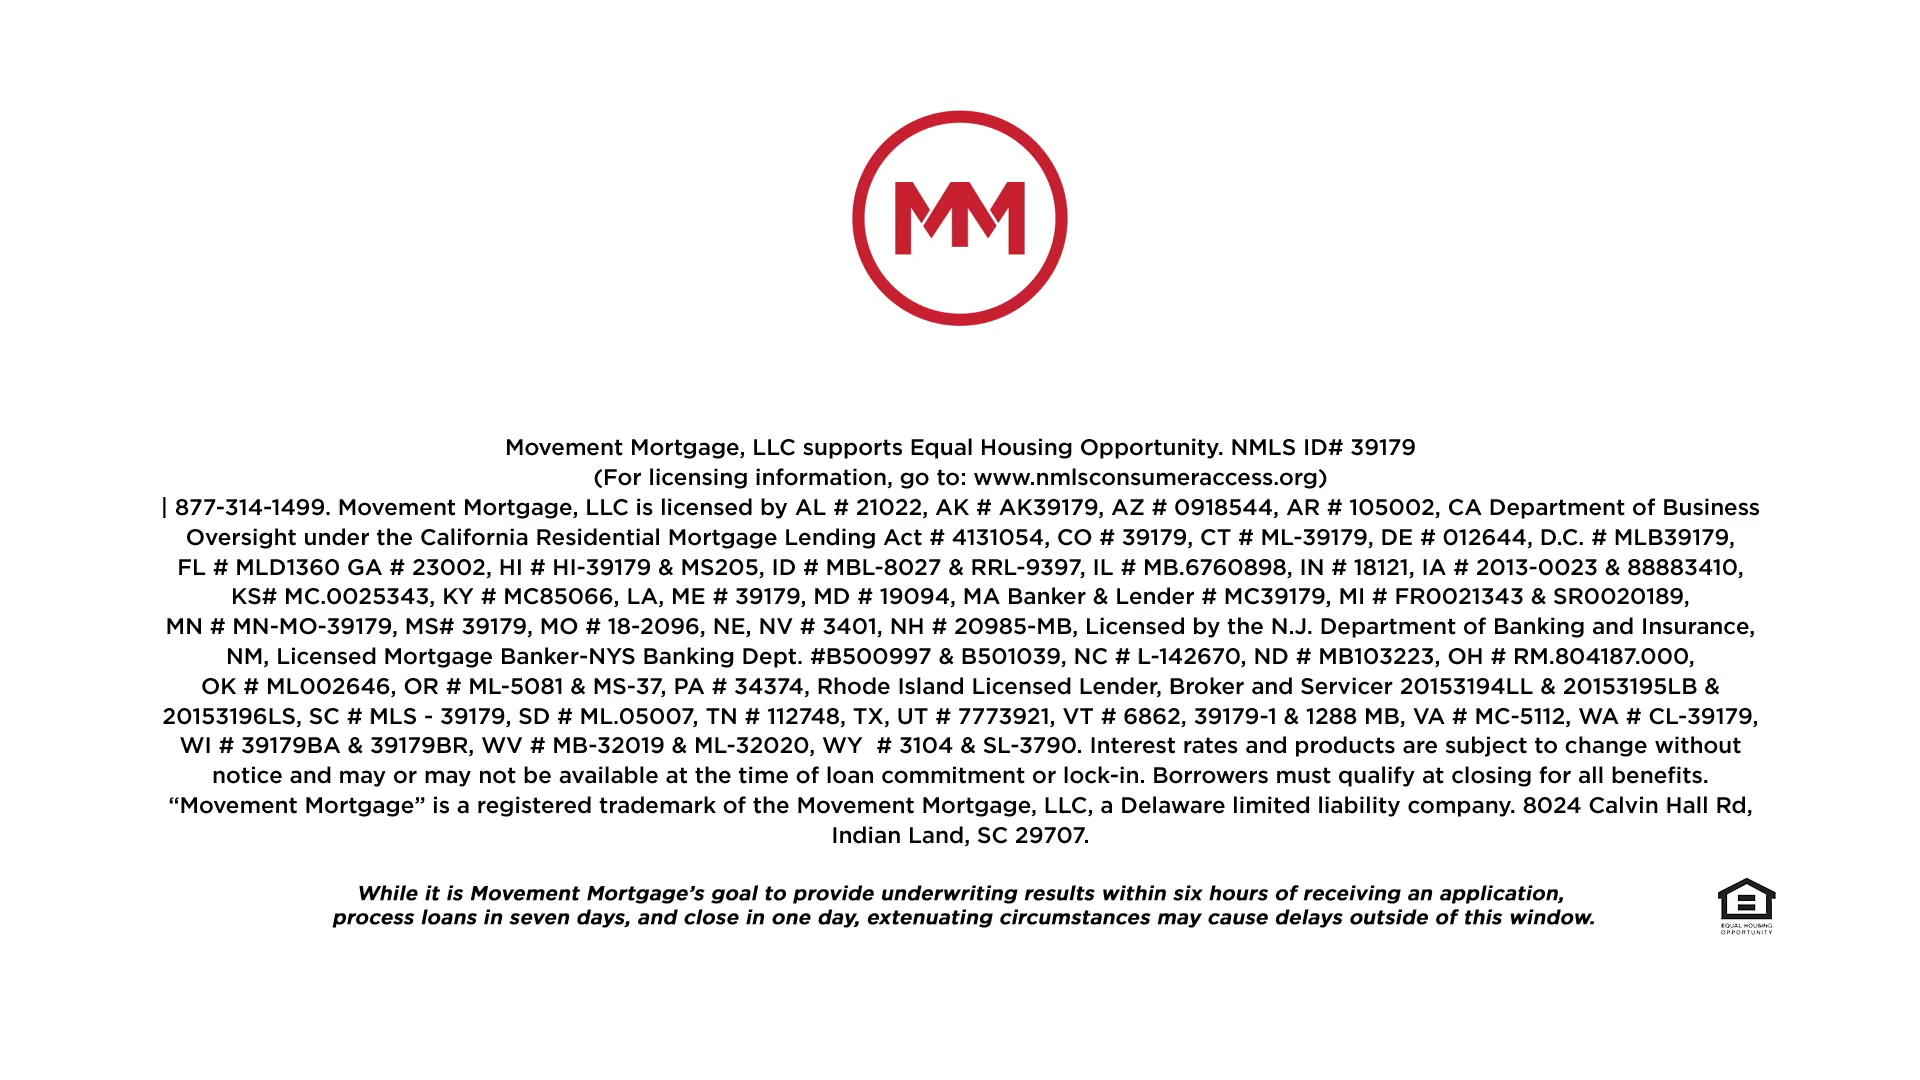 MM
Movement Mortgage, LLC supports Equal Housing Opportunity. NMLS ID# 39179
(For licensing information, go to: www.nmlsconsumeraccess.org)
| 877-314-1499. Movement Mortgage, LLC is licensed by AL # 21022, AK # AK39179, AZ # 0918544, AR # 105002, CA Department of Business
Oversight under the California Residential Mortgage Lending Act # 4131054, CO # 39179, CT # ML-39179, DE # 012644, D.C. # MLB39179,
FL # MLD1360 GA # 23002, HI # HI-39179 & MS205, ID # MBL-8027 & RRL-9397, IL # MB.6760898, IN # 18121, IA # 2013-0023 & 88883410,
KS# MC.0025343, KY # MC85066, LA, ME # 39179, MD # 19094, MA Banker & Lender # MC39179, MI # FR0021343 & SR0020189,
MN # MN-MO-39179, MS# 39179, MO # 18-2096, NE, NV # 3401, NH # 20985-MB, Licensed by the N.J. Department of Banking and Insurance,
NM, Licensed Mortgage Banker-NYS Banking Dept. #B500997 & B501039, NC # L-142670, ND # MB103223, OH # RM.804187.000,
OK # ML002646, OR # ML-5081 & MS-37, PA # 34374, Rhode Island Licensed Lender, Broker and Servicer 20153194LL & 20153195LB &
20153196LS, SC # MLS - 39179, SD # ML.05007, TN # 112748, TX, UT # 7773921, VT # 6862, 39179-1 & 1288 MB, VA # MC-5112, WA # CL-39179,
WI # 39179BA & 39179BR, WV # MB-32019 & ML-32020, WY  # 3104 & SL-3790. Interest rates and products are subject to change without
notice and may or may not be available at the time of loan commitment or lock-in. Borrowers must qualify at closing for all benefits.
“Movement Mortgage” is a registered trademark of the Movement Mortgage, LLC, a Delaware limited liability company. 8024 Calvin Hall Rd,
Indian Land, SC 29707.
While it is Movement Mortgage’s goal to provide underwriting results within six hours of receiving an application,
process loans in seven days, and close in one day, extenuating circumstances may cause delays outside of this window.
EQUAL HOUSING
OPPORTUNITY